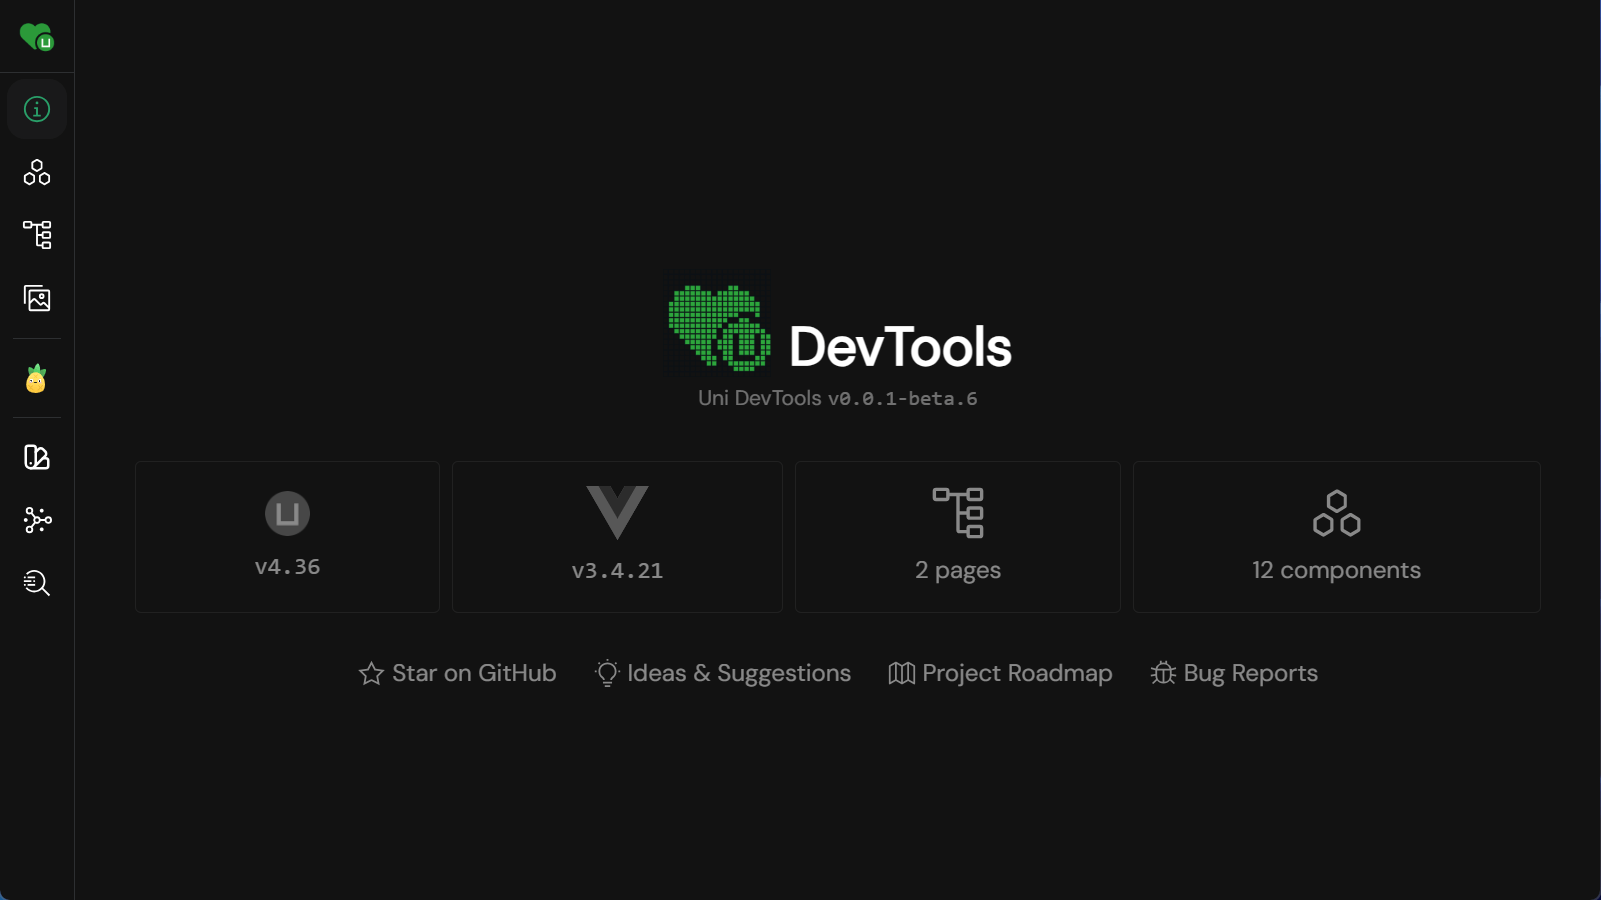 DevTools
Uni DevTools v0.0.1-beta.6
v4.36
v3.4.21
2 pages
12 components
Star on GitHub
Ideas & Suggestions
Project Roadmap
Bug Reports